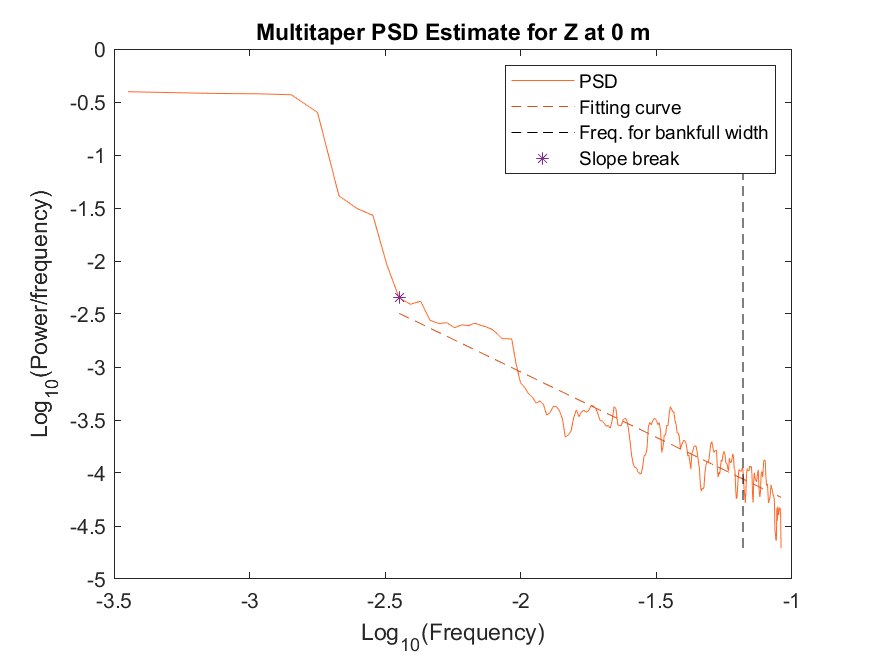 Multitaper PSD Estimate for Z at 0 m
0
-0.5
-1
-1.5
-2
-2.5
-3
-3.5
-4
-4.5
-5
Log10(Power/frequency)
PSD
Fitting curve
Freq. for bankfull width
Slope break
-3.5 -3 -2.5 -2 -1.5 -1
Log10(Frequency)